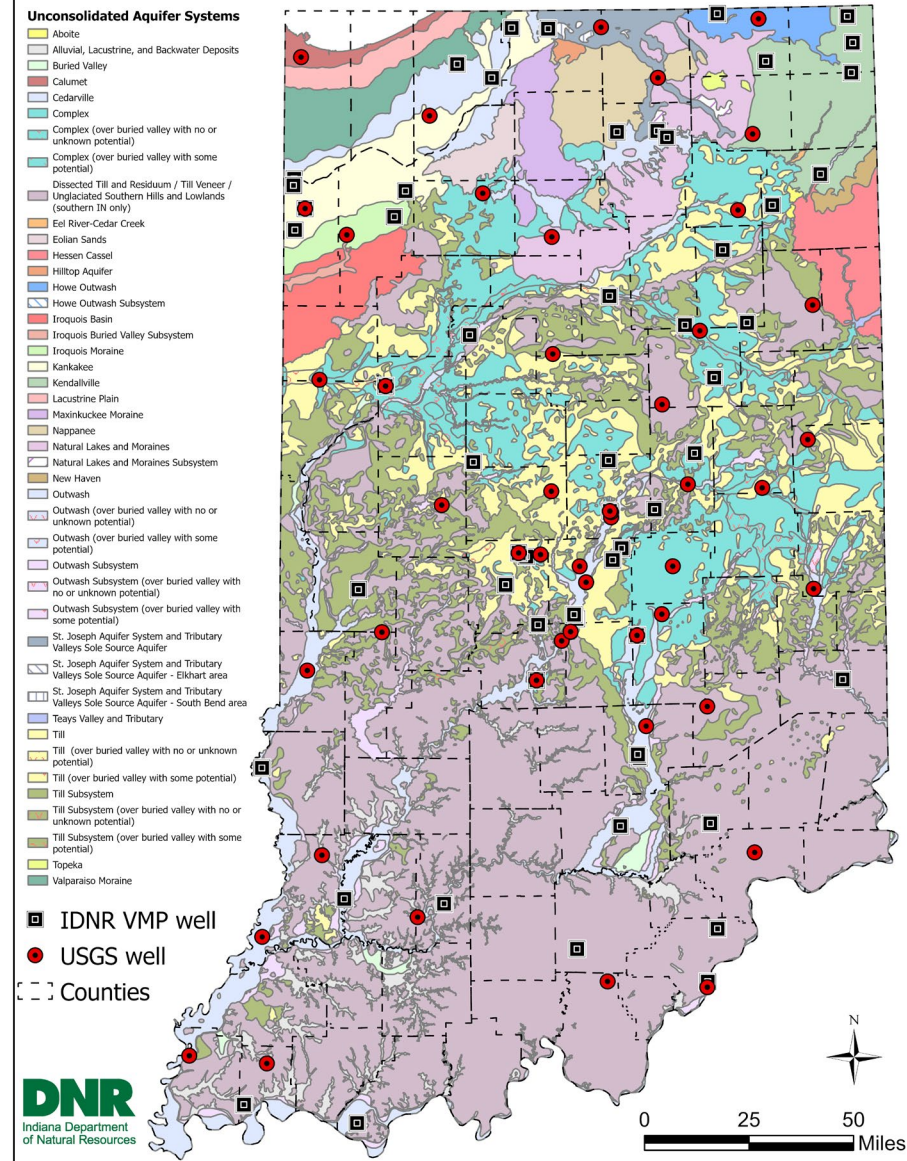 Unconsolidated Aquifer Systems
Aboite
Alluvial, Lacustrine, and Backwater Deposits
Buried Valley
Calumet
Cedarville
Complex
Complex (over buried valley with no or
unknown potential)
Complex (over buried valley with some
potential)
Dissected Till and Residuum / Till Veneer /
Unglaciated Southern Hills and Lowlands
(southern IN only)
Eel River-Cedar Creek
Eolian Sands
Hessen Cassel
Hilltop Aquifer
Howe Outwash
Howe Outwash Subsystem
Iroquois Basin
Iroquois Buried Valley Subsystem
Iroquois Moraine
Kankakee
Kendallville
Lacustrine Plain
Maxinkuckee Moraine
Nappanee
Natural Lakes and Moraines
Natural Lakes and Moraines Subsystem
New Haven
Outwash
Outwash (over buried valley with no or
unknown potential)
Outwash (over buried valley with some
potential)
Outwash Subsystem
Outwash Subsystem (over buried valley with
no or unknown potential)
Outwash Subsystem (over buried valley with
some potential)
St. Joseph Aquifer System and Tributary
Valleys Sole Source Aquifer
St. Joseph Aquifer System and Tributary
Valleys Sole Source Aquifer - Elkhart area
St. Joseph Aquifer System and Tributary
Valleys Sole Source Aquifer - South Bend area
Teays Valley and Tributary
Till
Till (over buried valley with no or unknown
potential)
Till (over buried valley with some potential)
Till Subsystem
Till Subsystem (over buried valley with no or
unknown potential)
Till Subsystem (over buried valley with some
potential)
Topeka
Valparaiso Moraine
IDNR VMP well
USGS well
Counties
DNR
Indiana Department
of Natural Resources
N
0 25 50
Miles